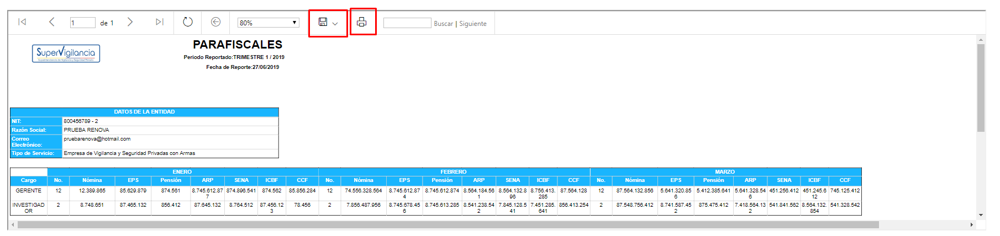 1 de 1 80% Buscar | Siguiente
SuperVigilancia
Superintendencia de Vigilancia y Seguridad Privada
PARAFISCALES
Periodo Reportado:TRIMESTRE 1 / 2019
Fecha de Reporte:27/06/2019
DATOS DE LA ENTIDAD
NIT: 800456789 - 2
Razón Social: PRUEBA RENOVA
Correo Electrónico: pruebarenova@hotmail.com
Tipo de Servicio: Empresa de Vigilancia y Seguridad Privadas con Armas
ENERO FEBRERO MARZO
Cargo No. Nómina EPS Pensión ARP SENA ICBF CCF No. Nómina EPS Pensión ARP SENA ICBF CCF No. Nómina EPS Pensión ARP SENA ICBF CCF
GERENTE 12 12.389.865 85.629.879 874.561 8.745.612.877 874.896.541 874.562 85.856.284 12 74.556.328.564 8.745.612.874 8.745.612.874 8.564.184.561 8.564.132.896 8.756.413.285 87.564.128 12 87.564.132.856 5.641.320.856 5.412.385.641 5.641.328.546 451.256.412 451.245.612 745.125.412
INVESTIGADOR 2 8.748.651 87.465.132 856.412 87.645.132 8.764.512 87.456.123 78.456 2 7.856.487.956 8.745.678.456 8.745.613.285 8.541.238.542 7.845.128.541 7.451.285.641 856.413.254 2 87.548.756.412 8.741.587.452 875.475.412 7.418.564.132 541.841.562 8.564.132.854 541.328.542